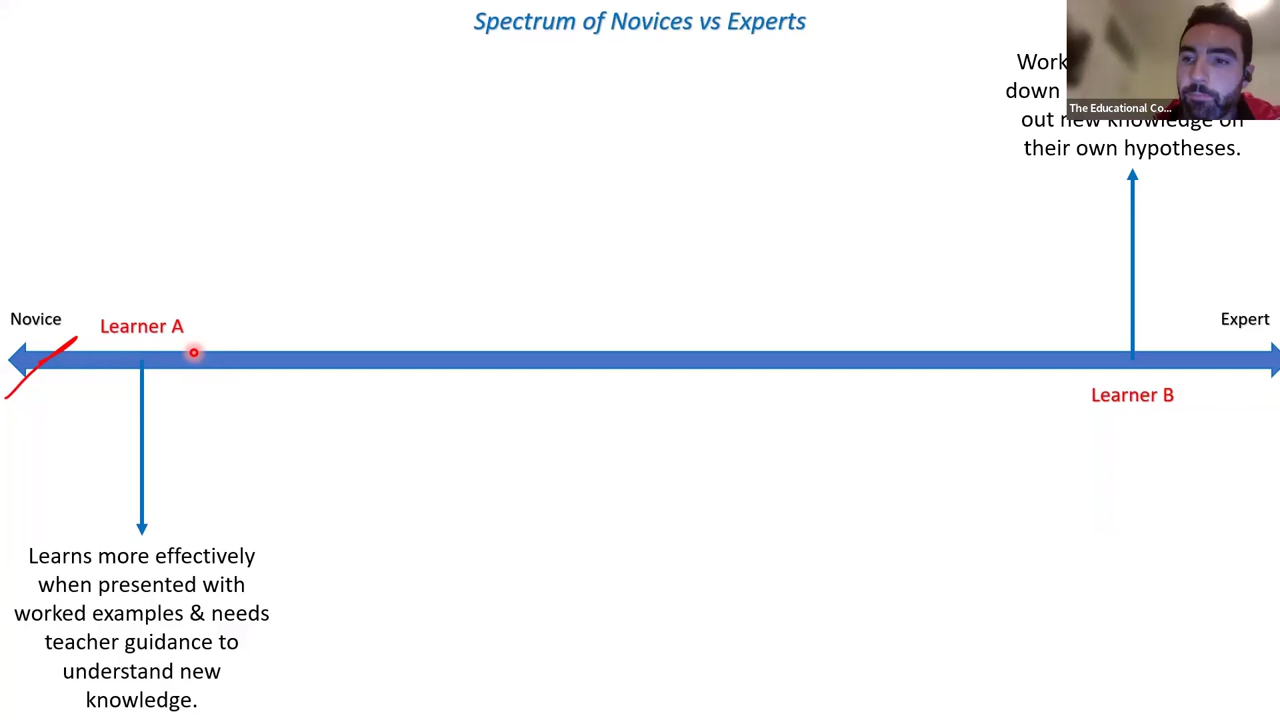 Spectrum of Novices vs Experts
Work
down
The Educational Co...
out new knowledge on
their own hypotheses.
Novice
Learner A
Expert
Learner B
Learns more effectively
when presented with
worked examples & needs
teacher guidance to
understand new
knowledge.